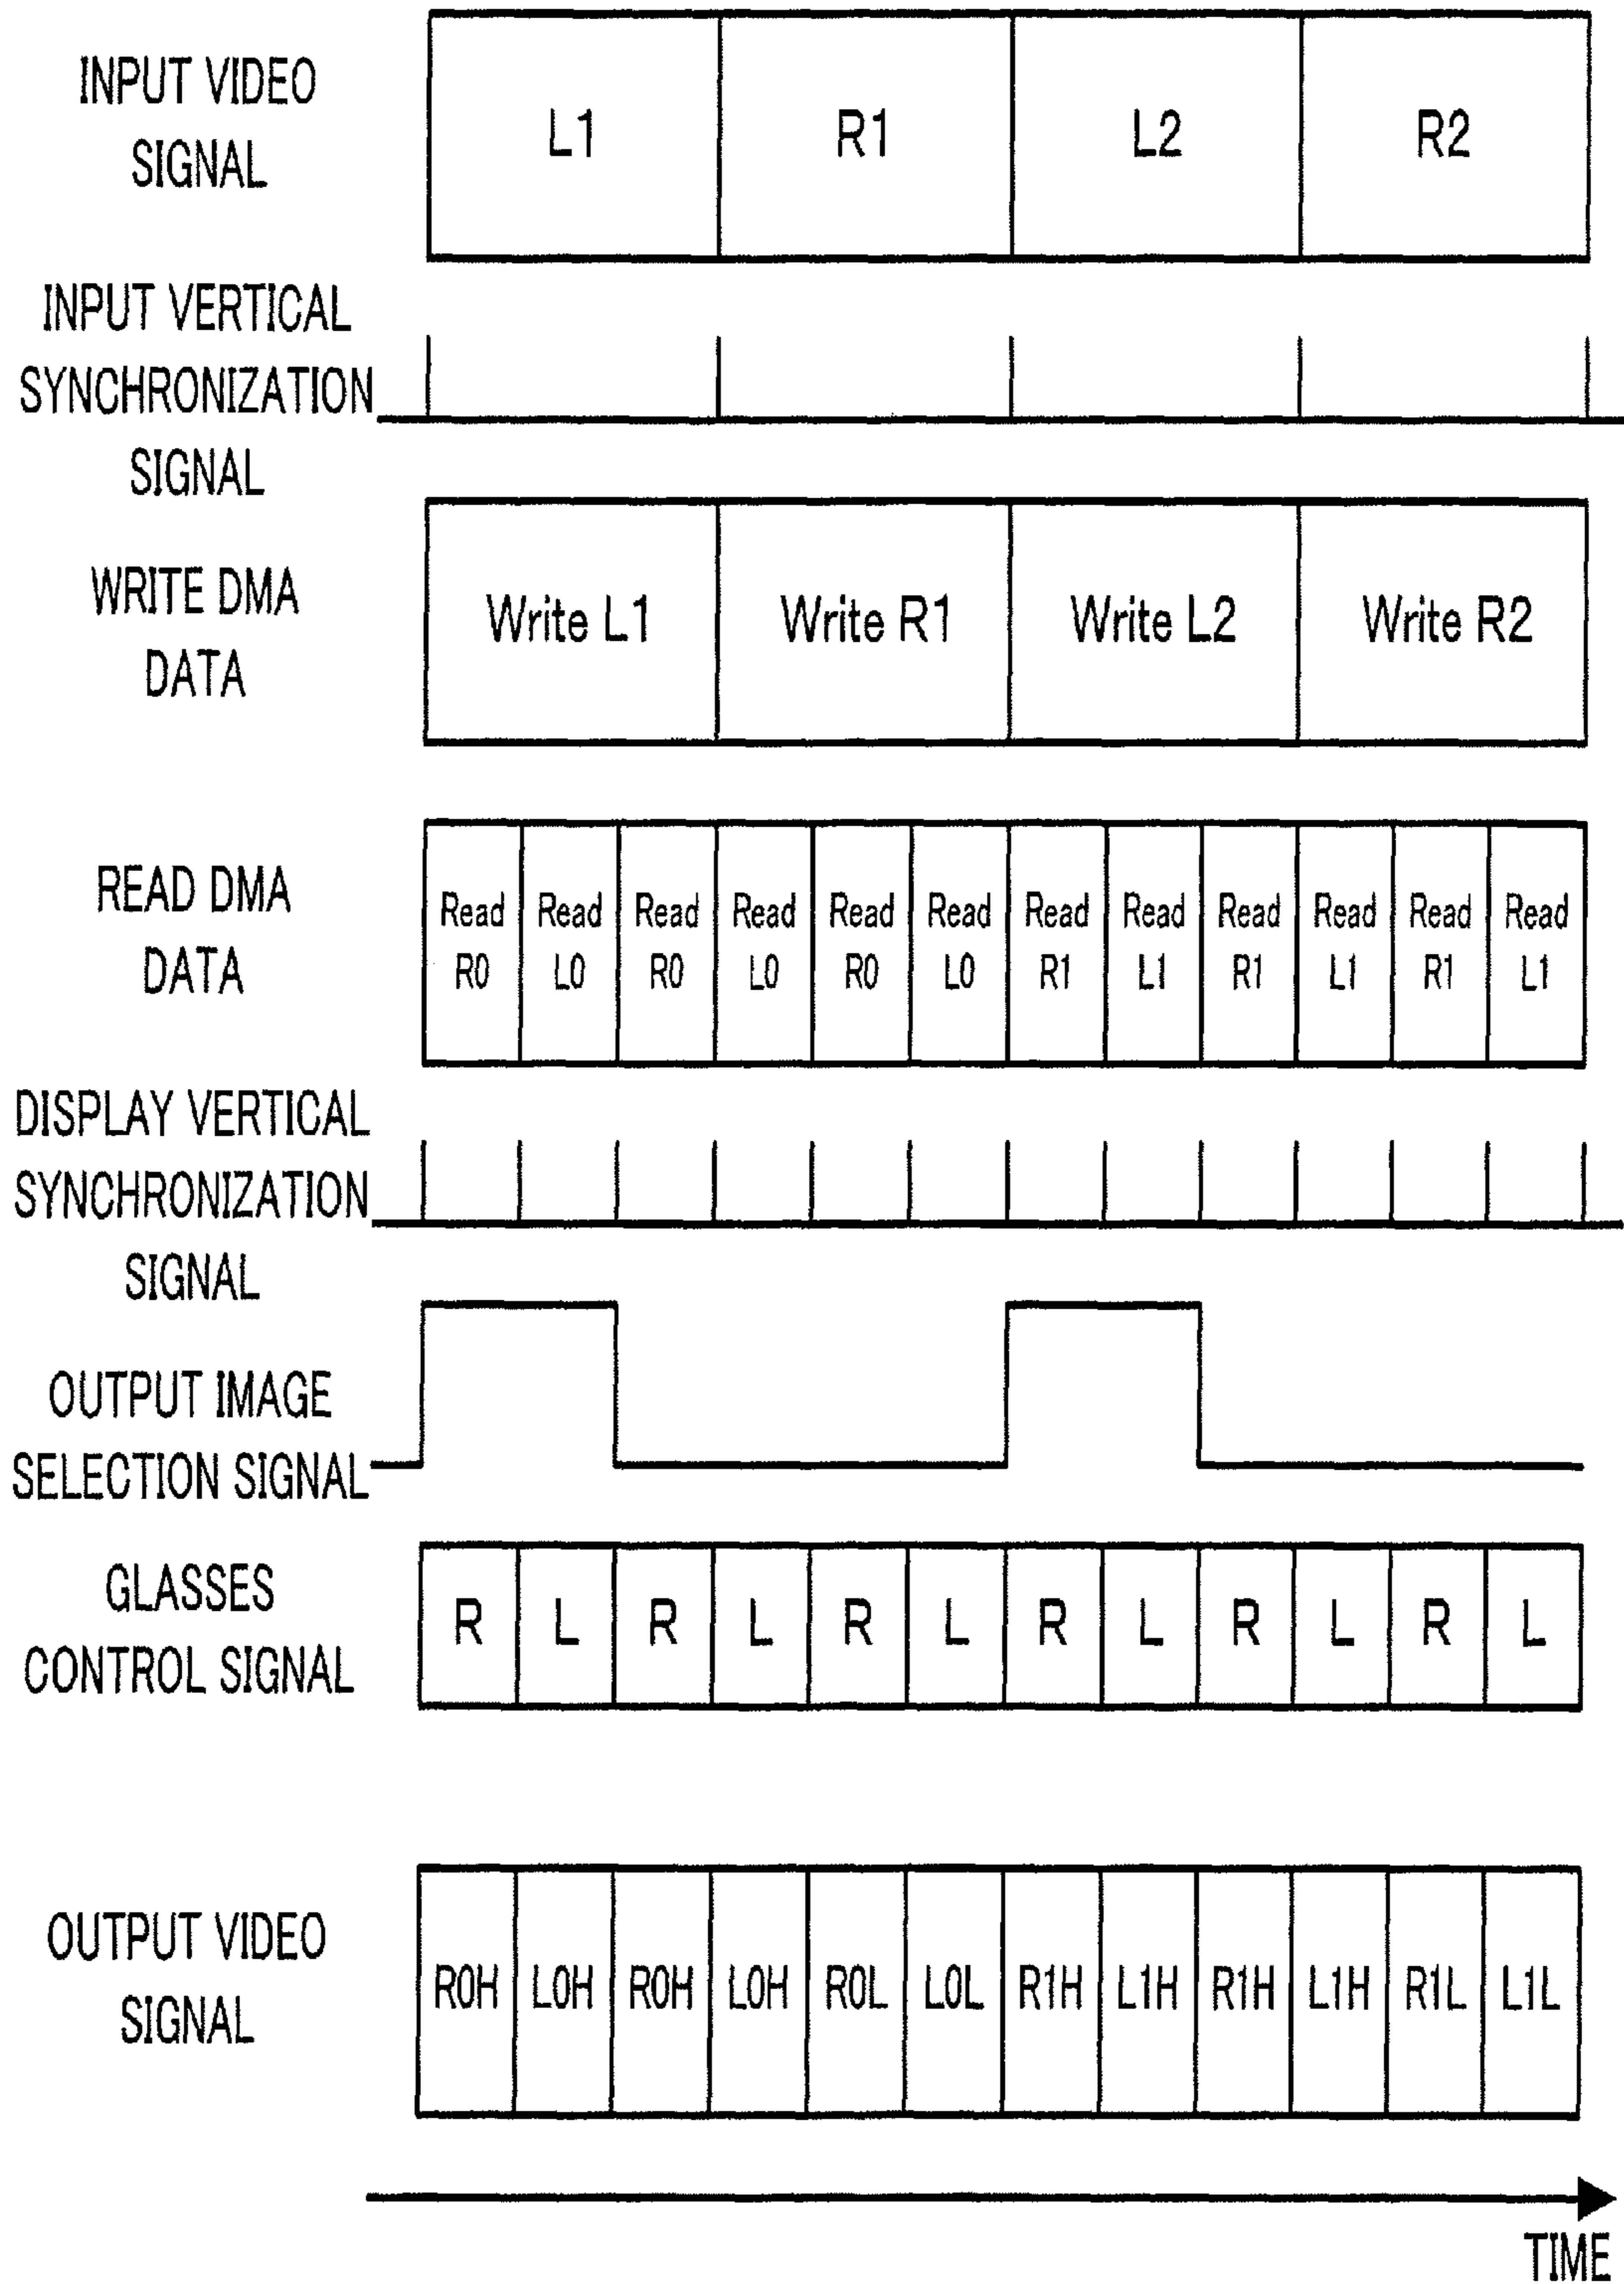 INPUT VIDEO
SIGNAL
L1 R1 L2 R2
INPUT VERTICAL
SYNCHRONIZATION
SIGNAL
WRITE DMA
DATA
Write L1 Write R1 Write L2 Write R2
READ DMA
DATA
Read Read Read Read Read Read Read Read Read Read Read Read
R0 L0 R0 L0 R0 L0 R1 L1 R1 L1 R1 L1
DISPLAY VERTICAL
SYNCHRONIZATION
SIGNAL
OUTPUT IMAGE
SELECTION SIGNAL
GLASSES
CONTROL SIGNAL
R L R L R L R L R L R L
OUTPUT VIDEO
SIGNAL
R0H L0H R0H L0H R0L L0L R1H L1H R1H L1H R1L L1L
TIME